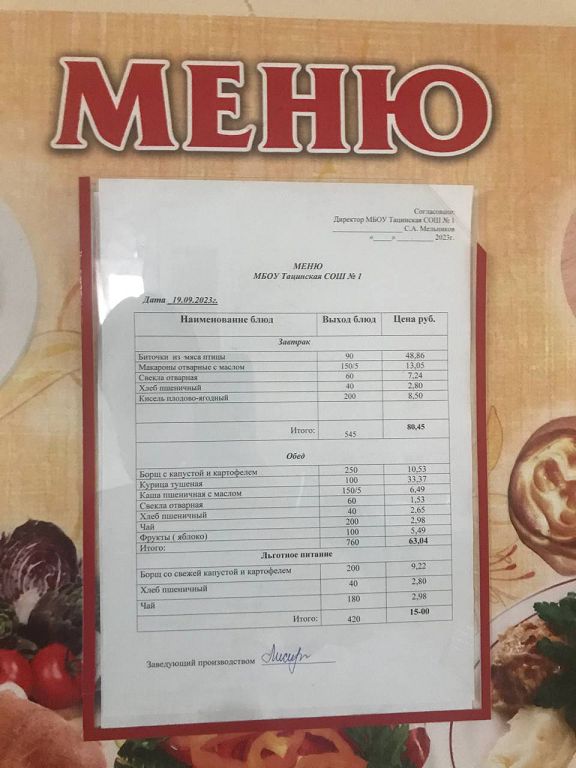 МЕНЮ
Согласовано:
Директор МБОУ Тацинская СОШ № 1
С.А. Мельников
«____» __________ 2023г.
МЕНЮ
МБОУ Тацинская СОШ № 1
Дата 19.09.2023г.
Наименование блюд Выход блюд Цена руб.
Завтрак
Биточки из мяса птицы 90 48,86
Макароны отварные с маслом 150/5 13,05
Свекла отварная 60 7,24
Хлеб пшеничный 40 2,80
Кисель плодово-ягодный 200 8,50
Итого: 545 80,45
Обед
Борщ с капустой и картофелем 250 10,53
Курица тушеная 100 33,37
Каша пшеничная с маслом 150/5 6,49
Свекла отварная 60 1,53
Хлеб пшеничный 40 2,65
Чай 200 2,98
Фрукты ( яблоко) 100 5,49
Итого: 760 63,04
Льготное питание
Борщ со свежей капустой и картофелем 200 9,22
Хлеб пшеничный 40 2,80
Чай 180 2,98
Итого: 420 15-00
Заведующий производством